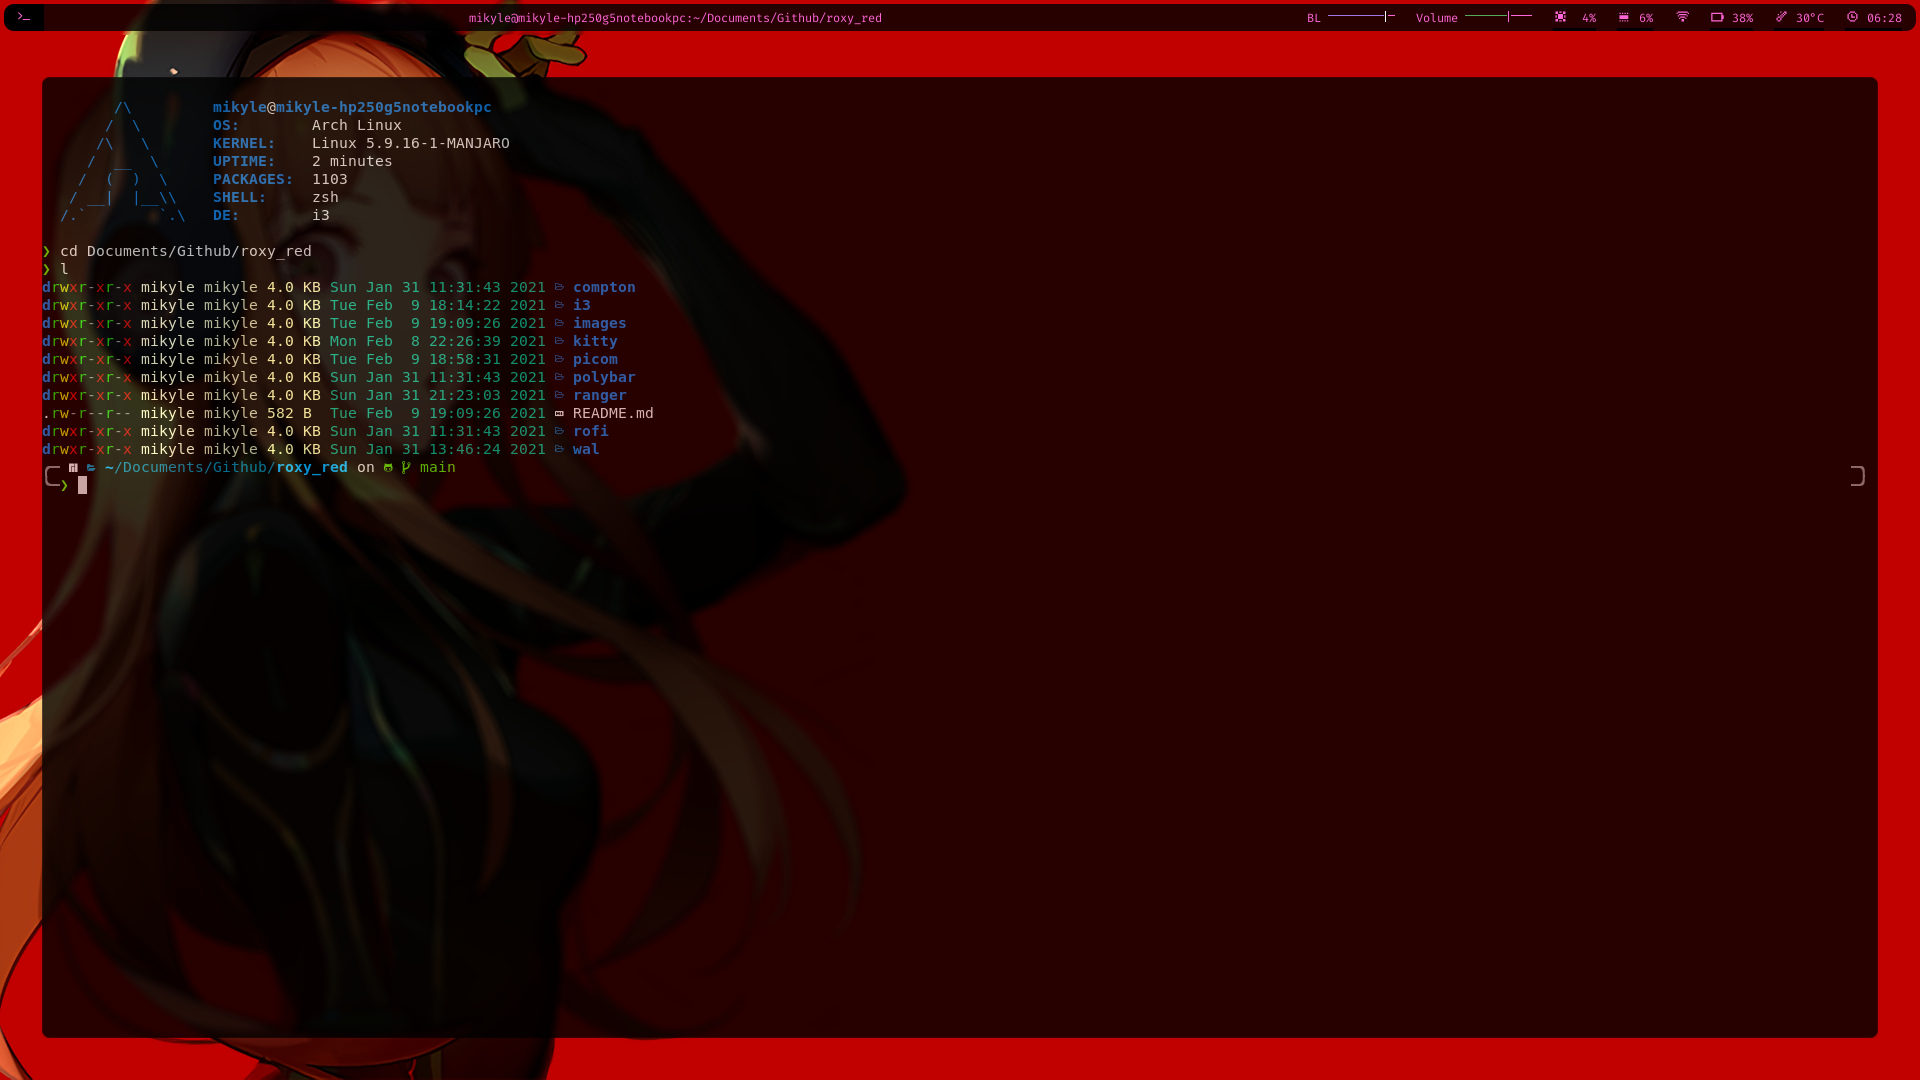 >_ mikyle@mikyle-hp250g5notebookpc:~/Documents/Github/roxy_red BL Volume 4% 6% 38% 30°C 06:28
/\ mikyle@mikyle-hp250g5notebookpc
/  \ OS: Arch Linux
/\   \ KERNEL: Linux 5.9.16-1-MANJARO
/  __  \ UPTIME: 2 minutes
/  (  )  \ PACKAGES: 1103
/ __|  |__\\ SHELL: zsh
/.`        `.\ DE: i3
❯ cd Documents/Github/roxy_red
❯ l
drwxr-xr-x mikyle mikyle 4.0 KB Sun Jan 31 11:31:43 2021 compton
drwxr-xr-x mikyle mikyle 4.0 KB Tue Feb  9 18:14:22 2021 i3
drwxr-xr-x mikyle mikyle 4.0 KB Tue Feb  9 19:09:26 2021 images
drwxr-xr-x mikyle mikyle 4.0 KB Mon Feb  8 22:26:39 2021 kitty
drwxr-xr-x mikyle mikyle 4.0 KB Tue Feb  9 18:58:31 2021 picom
drwxr-xr-x mikyle mikyle 4.0 KB Sun Jan 31 11:31:43 2021 polybar
drwxr-xr-x mikyle mikyle 4.0 KB Sun Jan 31 21:23:03 2021 ranger
.rw-r--r-- mikyle mikyle 582 B  Tue Feb  9 19:09:26 2021 README.md
drwxr-xr-x mikyle mikyle 4.0 KB Sun Jan 31 11:31:43 2021 rofi
drwxr-xr-x mikyle mikyle 4.0 KB Sun Jan 31 13:46:24 2021 wal
~/Documents/Github/roxy_red on main
❯